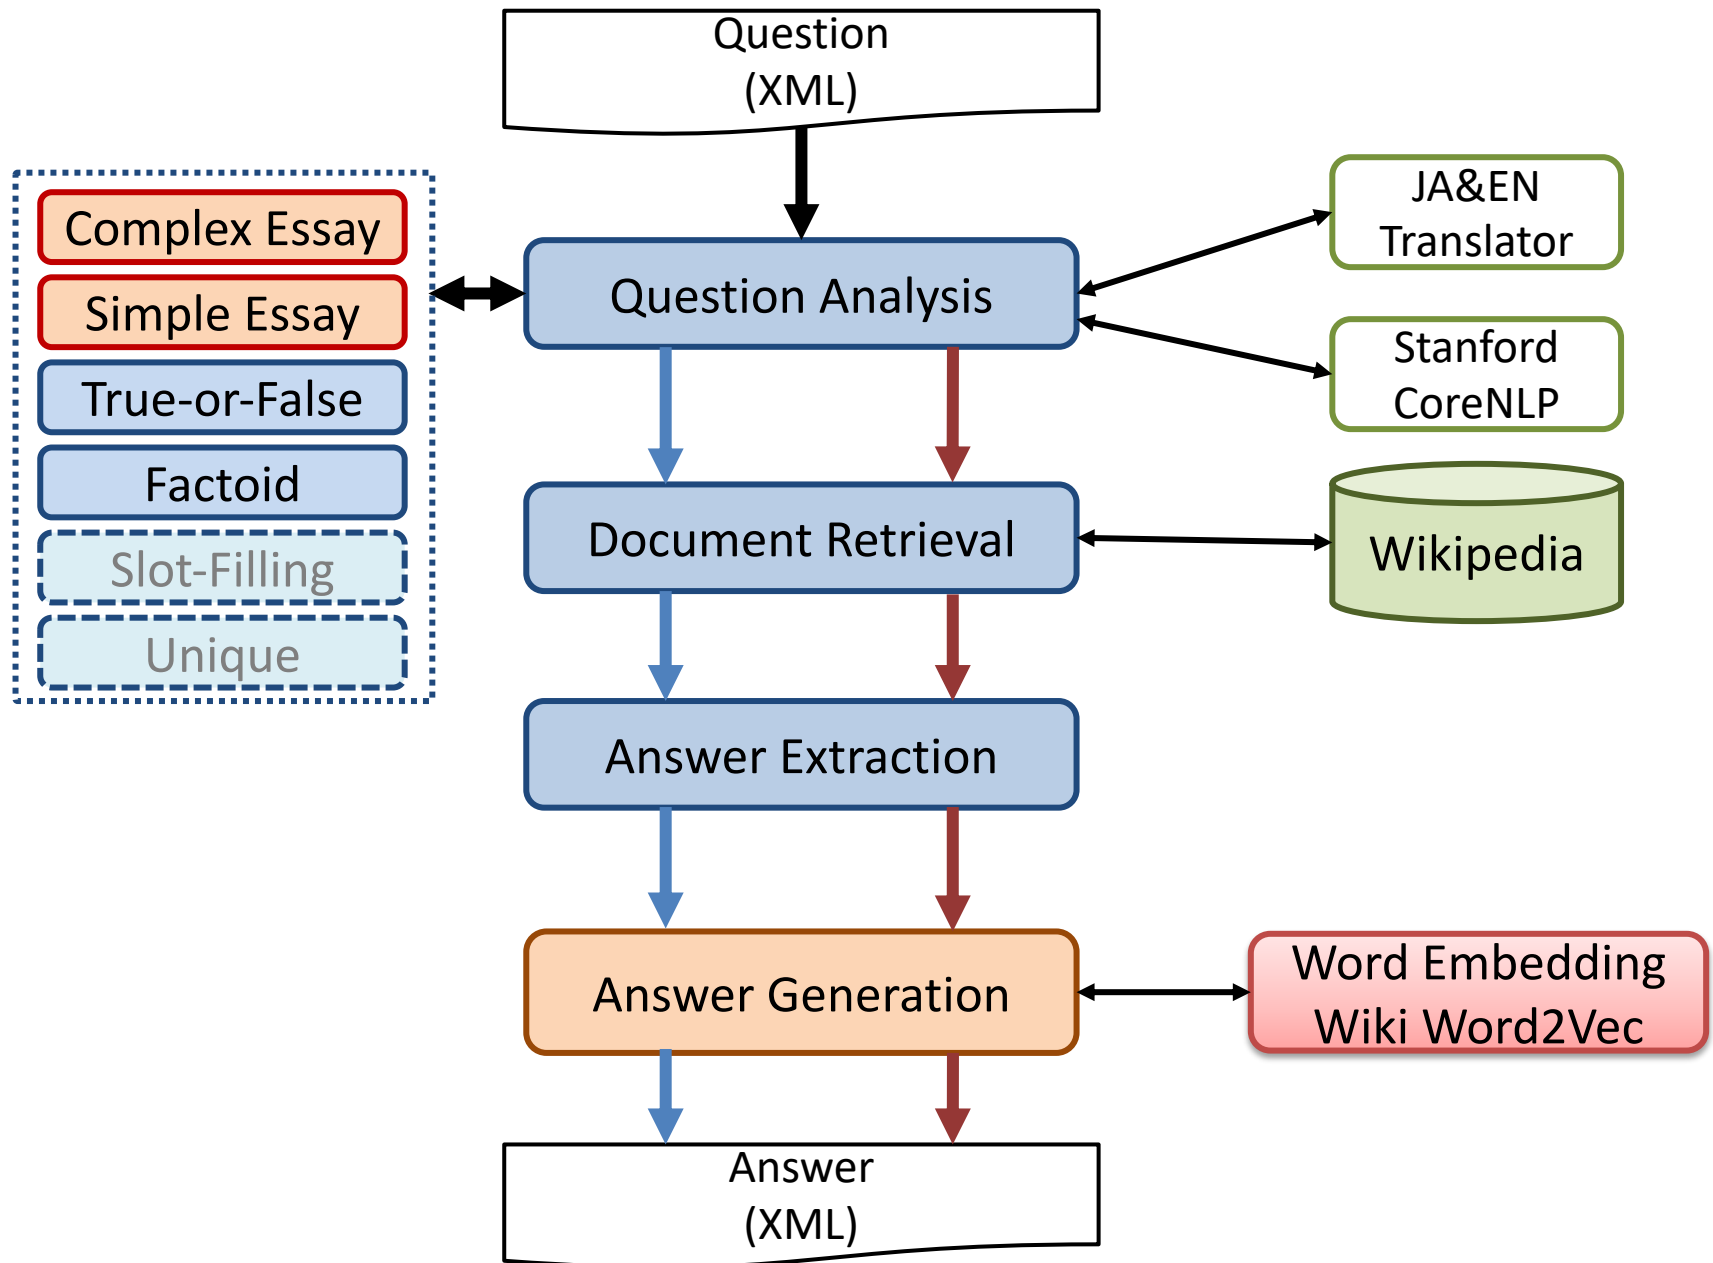 Question
(XML)
Complex Essay
Simple Essay
True-or-False
Factoid
Slot-Filling
Unique
Question Analysis
JA&EN
Translator
Stanford
CoreNLP
Document Retrieval
Wikipedia
Answer Extraction
Answer Generation
Word Embedding
Wiki Word2Vec
Answer
(XML)